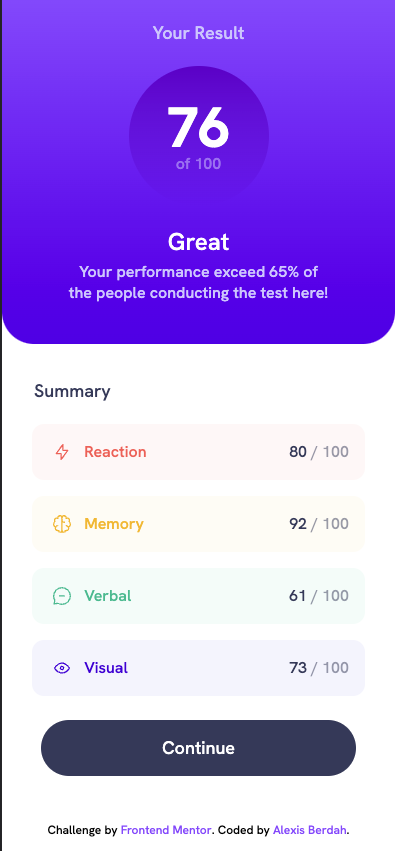 Your Result
76
of 100
Great
Your performance exceed 65% of
the people conducting the test here!
Summary
Reaction 80 / 100
Memory 92 / 100
Verbal 61 / 100
Visual 73 / 100
Continue
Challenge by Frontend Mentor. Coded by Alexis Berdah.